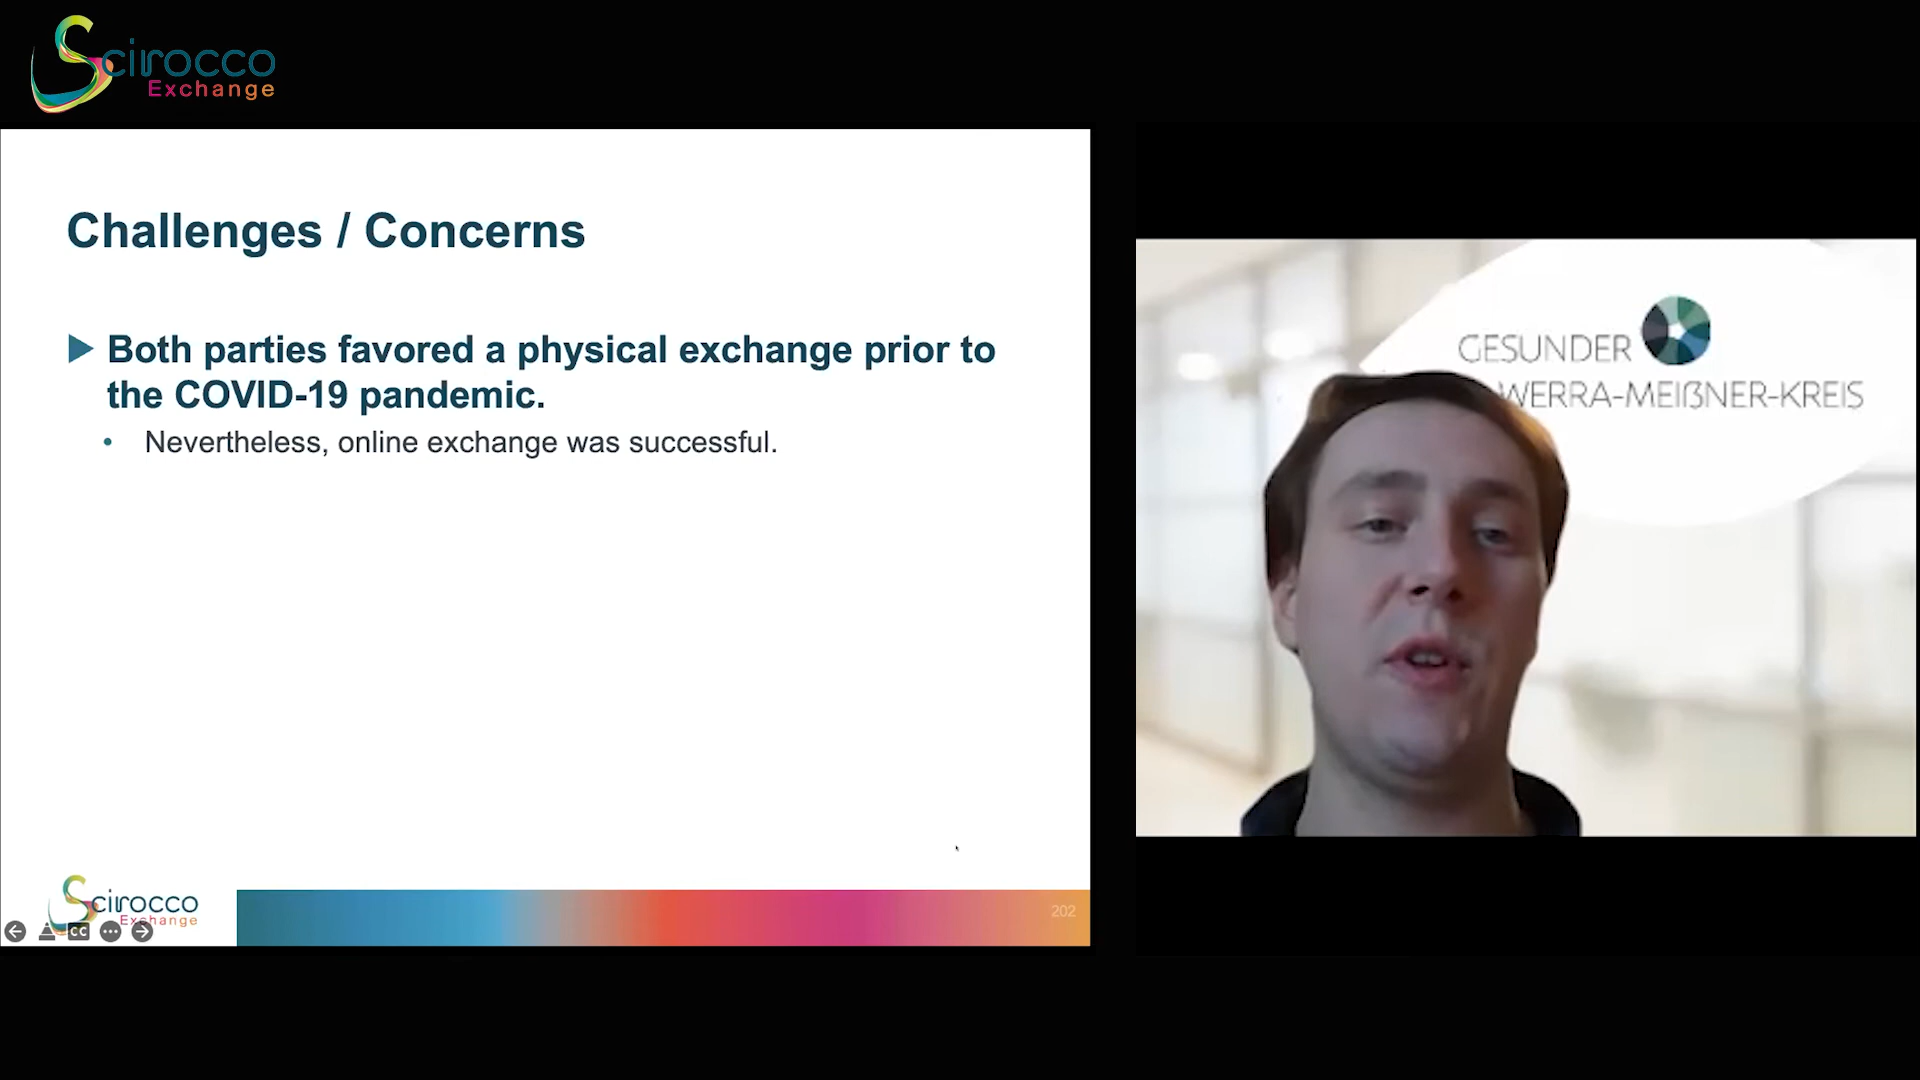 Scirocco
Exchange
Challenges / Concerns
Both parties favored a physical exchange prior to
the COVID-19 pandemic.
• Nevertheless, online exchange was successful.
GESUNDER
WERRA-MEIẞNER-KREIS
Scirocco
Exchange
CC
202